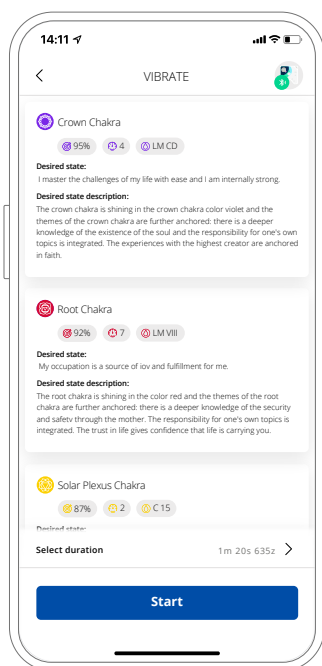 14:11
VIBRATE
Crown Chakra
95% 4 LM CD
Desired state:
I master the challenges of my life with ease and I am internally strong.
Desired state description:
The crown chakra is shining in the crown chakra color violet and the
themes of the crown chakra are further anchored: there is a deeper
knowledge of the existence of the soul and the responsibility for one's own
topics is integrated. The experiences with the highest creator are anchored
in faith.
Root Chakra
92% 7 LM VIII
Desired state:
My occupation is a source of iov and fulfillment for me.
Desired state description:
The root chakra is shining in the color red and the themes of the root
chakra are further anchored: there is a deeper knowledge of the security
and safetv through the mother. The responsibility for one's own topics is
integrated. The trust in life gives confidence that life is carrying you.
Solar Plexus Chakra
87% 2 C 15
Desired state:
Select duration 1m 20s 635z
Start